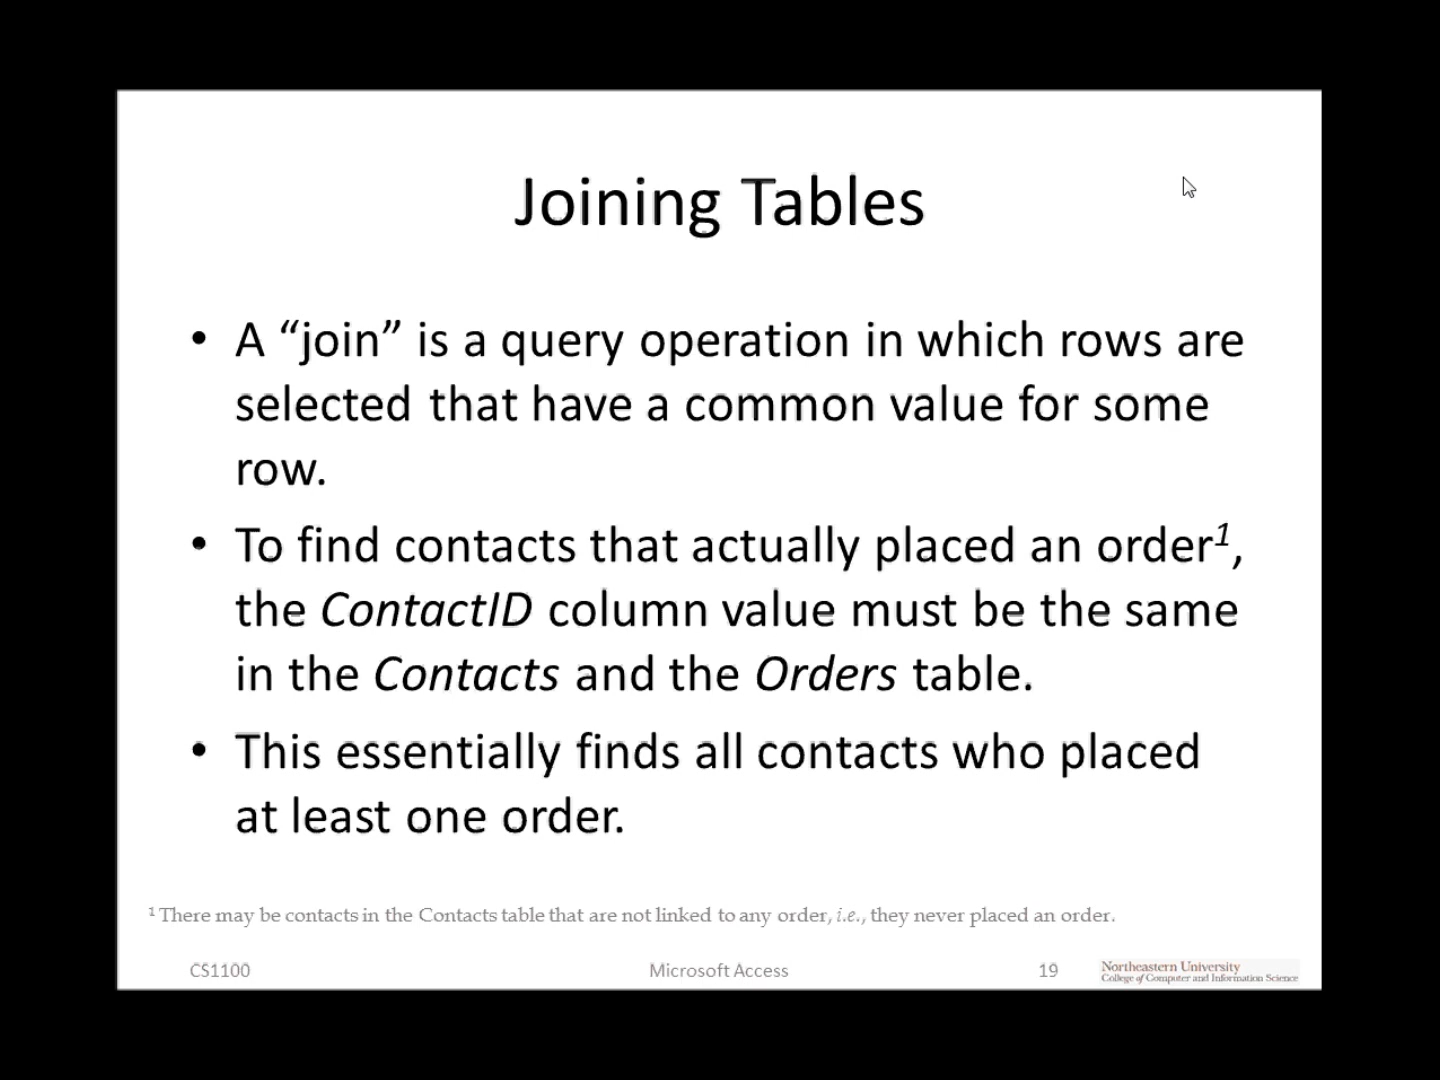 Joining Tables
• A “join” is a query operation in which rows are
selected that have a common value for some
row.
• To find contacts that actually placed an order¹,
the ContactID column value must be the same
in the Contacts and the Orders table.
• This essentially finds all contacts who placed
at least one order.
¹ There may be contacts in the Contacts table that are not linked to any order, i.e., they never placed an order.
CS1100 Microsoft Access 19 Northeastern University
College of Computer and Information Science